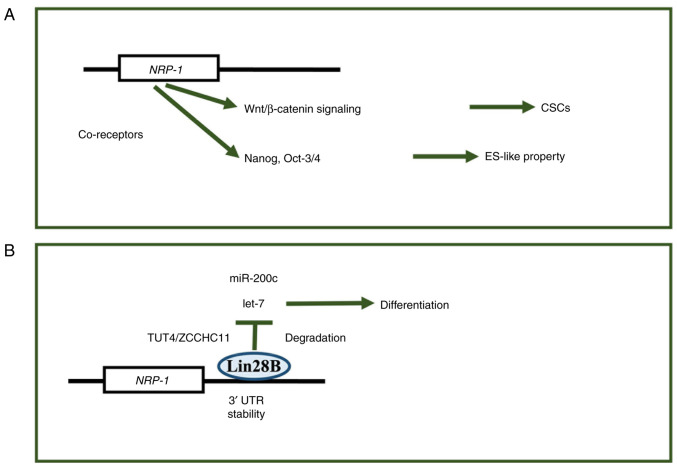 A
NRP-1
Wnt/β-catenin signaling
CSCs
Co-receptors
Nanog, Oct-3/4
ES-like property
B
miR-200c
let-7
Differentiation
TUT4/ZCCHC11
Degradation
Lin28B
NRP-1
3′ UTR
stability